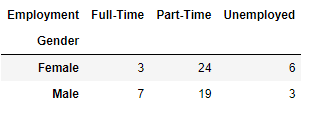 Employment Full-Time Part-Time Unemployed
Gender
Female 3 24 6
Male 7 19 3